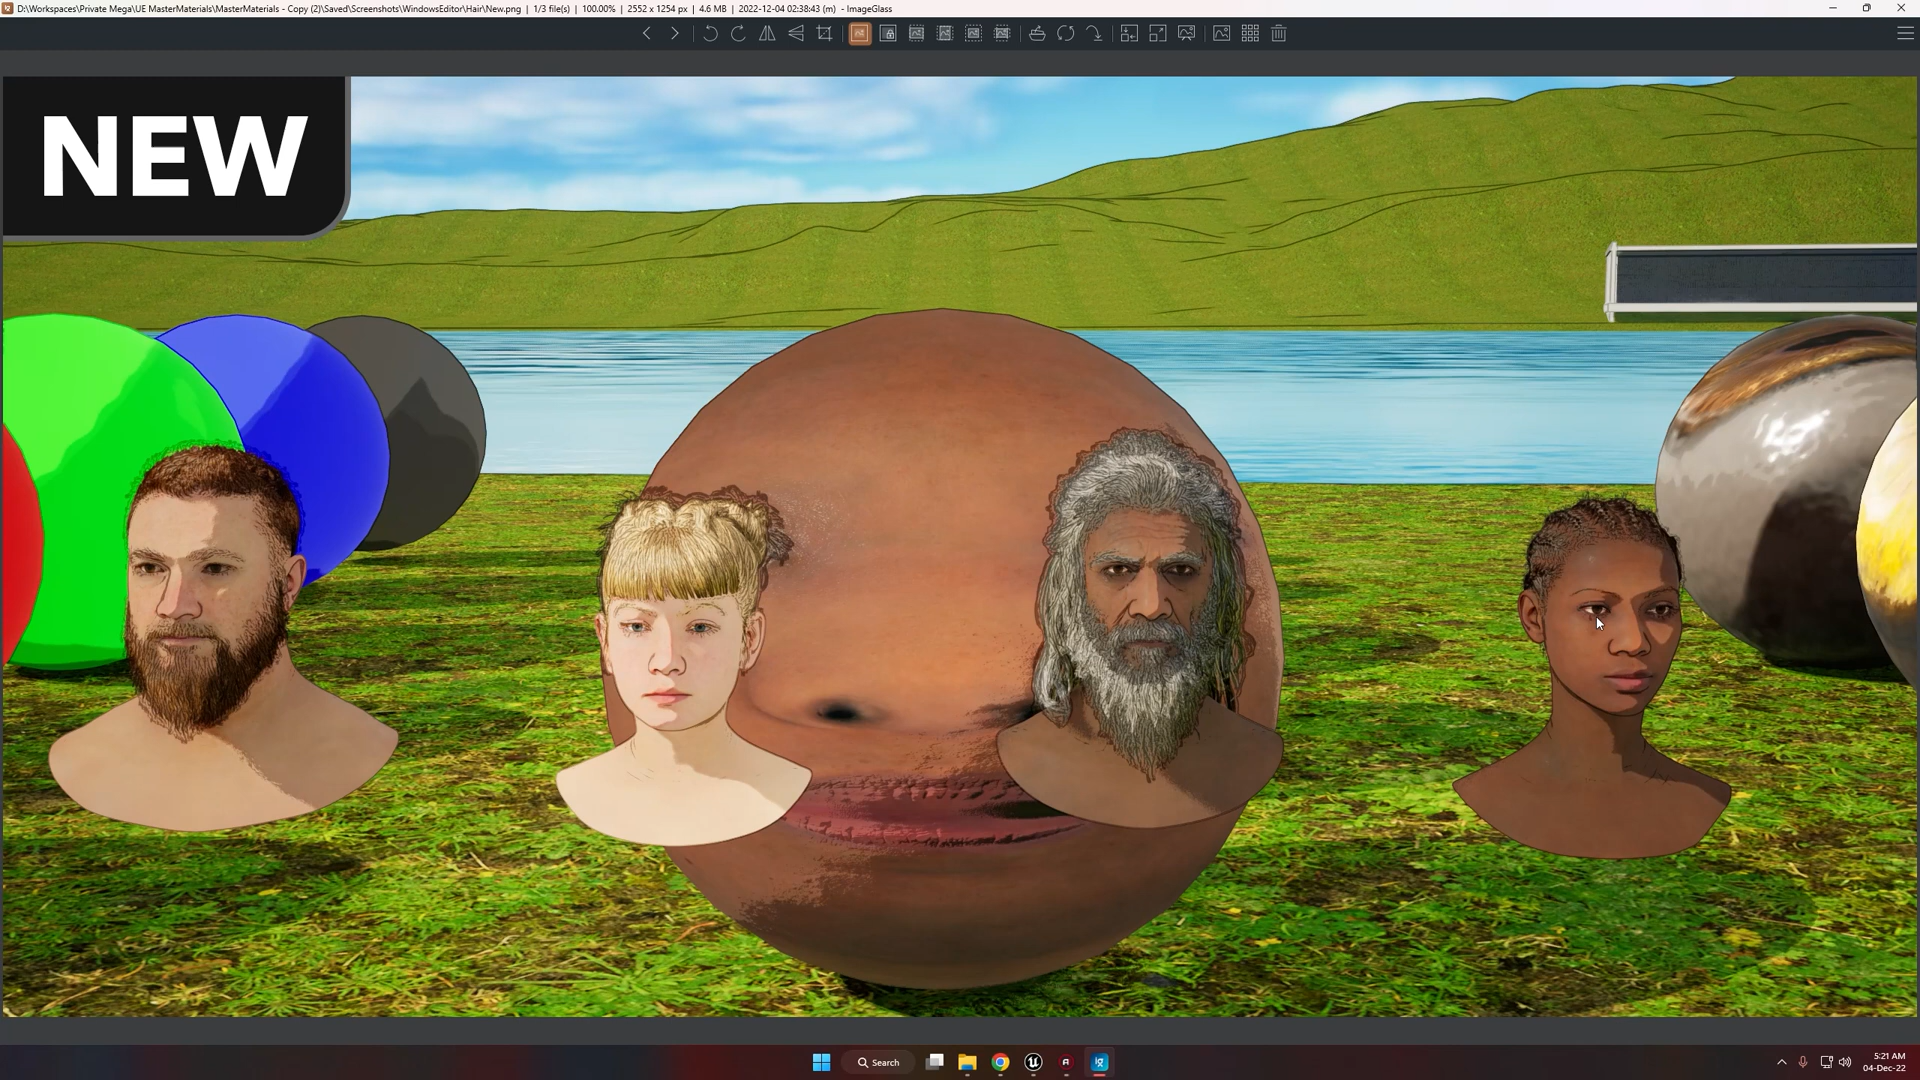 D:\Workspaces\Private Mega\UE MasterMaterials\MasterMaterials - Copy (2)\Saved\Screenshots\WindowsEditor\Hair\New.png | 1/3 file(s) | 100.00% | 2552 x 1254 px | 4.6 MB | 2022-12-04 02:38:43 (m) - ImageGlass
NEW
Search
5:21 AM
04-Dec-22